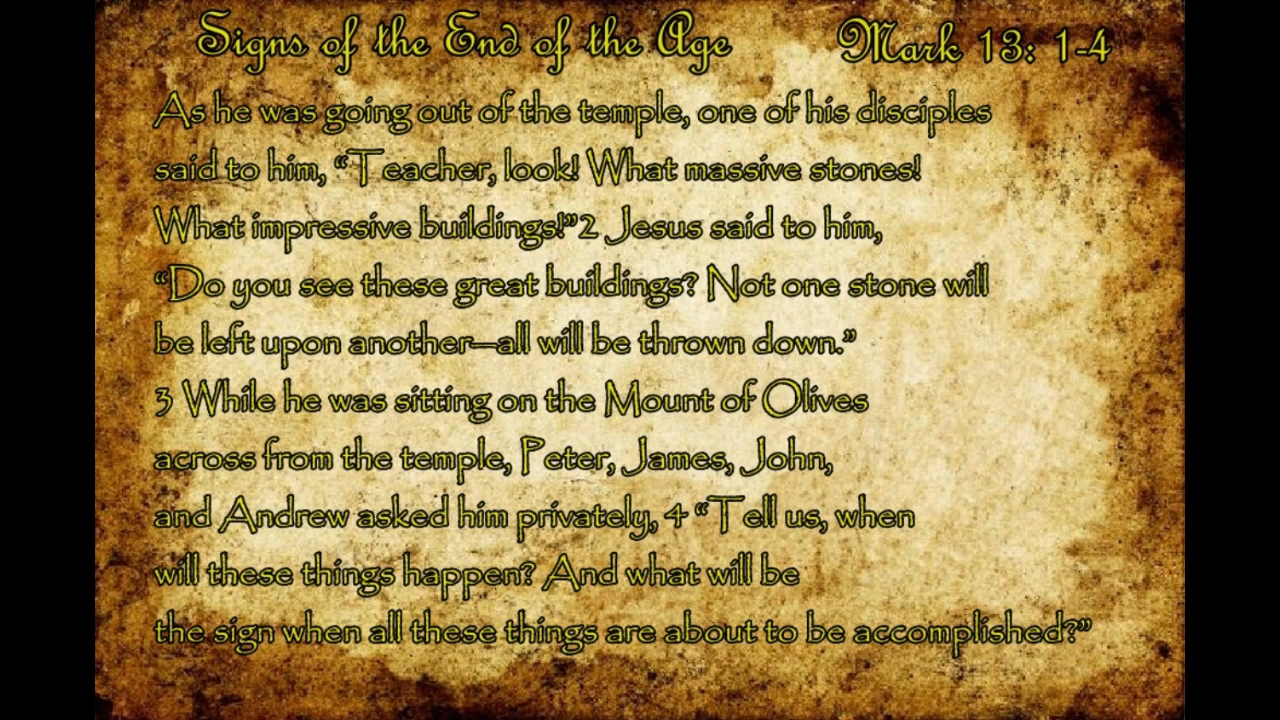 Signs of the End of the Age Mark 13: 1-4
As he was going out of the temple, one of his disciples
said to him, “Teacher, look! What massive stones!
What impressive buildings!”2 Jesus said to him,
“Do you see these great buildings? Not one stone will
be left upon another—all will be thrown down.”
3 While he was sitting on the Mount of Olives
across from the temple, Peter, James, John,
and Andrew asked him privately, 4 “Tell us, when
will these things happen? And what will be
the sign when all these things are about to be accomplished?”